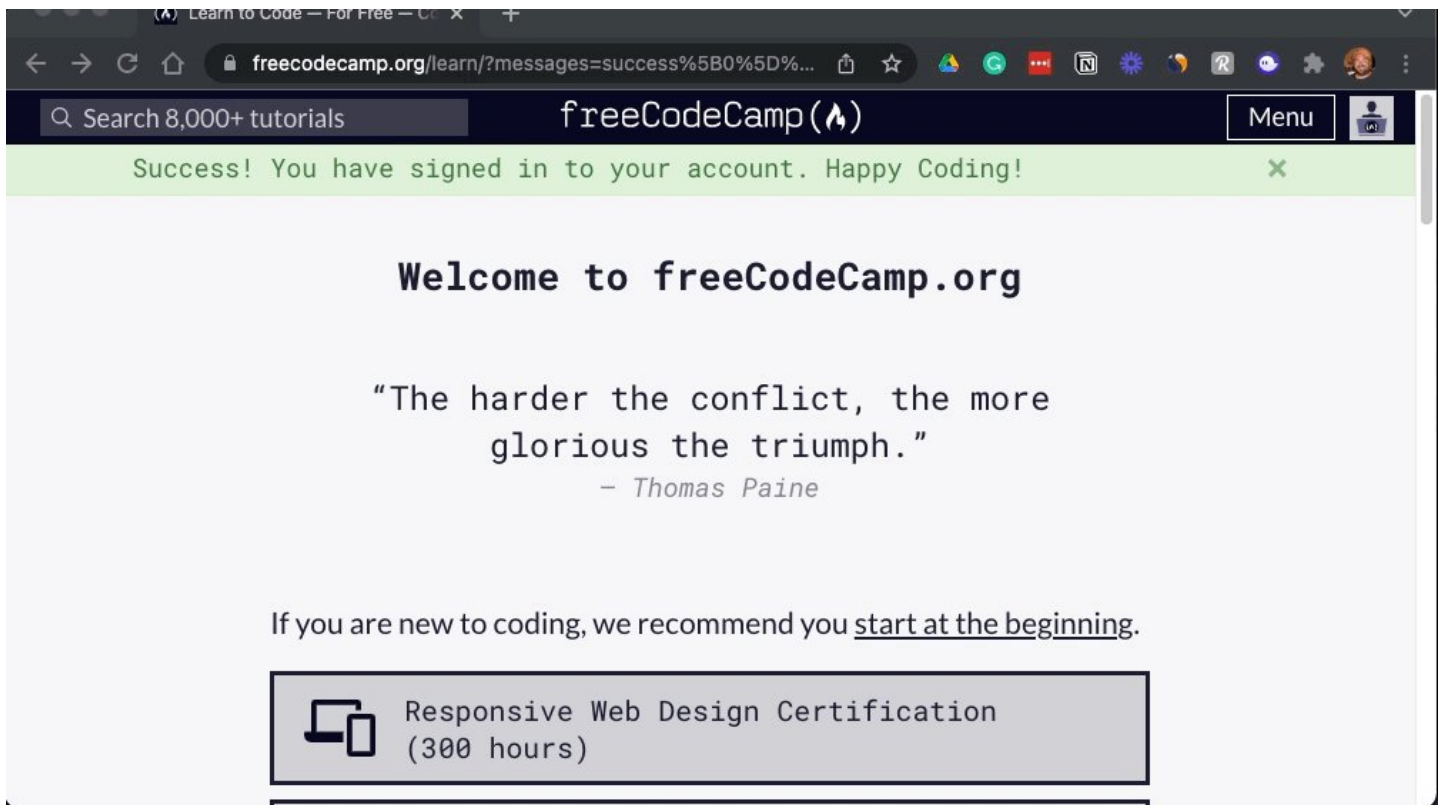 Learn to Code — For Free — Co
freecodecamp.org/learn/?messages=success%5B0%5D%...
Search 8,000+ tutorials
freeCodeCamp
Menu
Success! You have signed in to your account. Happy Coding!
Welcome to freeCodeCamp.org
“The harder the conflict, the more
glorious the triumph.”
— Thomas Paine
If you are new to coding, we recommend you start at the beginning.
Responsive Web Design Certification
(300 hours)